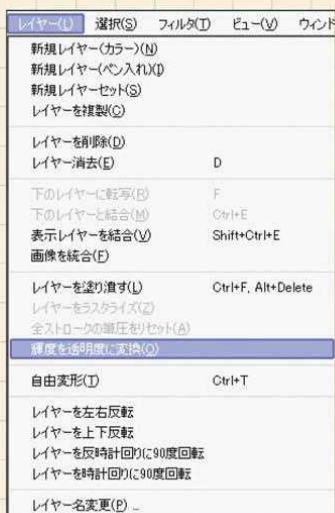 レイヤー(L) 選択(S) フィルタ(T) ビュー(V) ウィンド
新規レイヤー(カラー)(N)
新規レイヤー(ペン入れ)(I)
新規レイヤーセット(S)
レイヤーを複製(C)
レイヤーを削除(D)
レイヤー消去(E) D
下のレイヤーに転写(R) F
下のレイヤーと結合(M) Ctrl+E
表示レイヤーを結合(V) Shift+Ctrl+E
画像を統合(F)
レイヤーを塗り潰す(L) Ctrl+F, Alt+Delete
レイヤーをラスタライズ(Z)
全ストロークの筆圧をリセット(A)
輝度を透明度に変換(O)
自由変形(T) Ctrl+T
レイヤーを左右反転
レイヤーを上下反転
レイヤーを反時計回りに90度回転
レイヤーを時計回りに90度回転
レイヤー名変更(P) ...